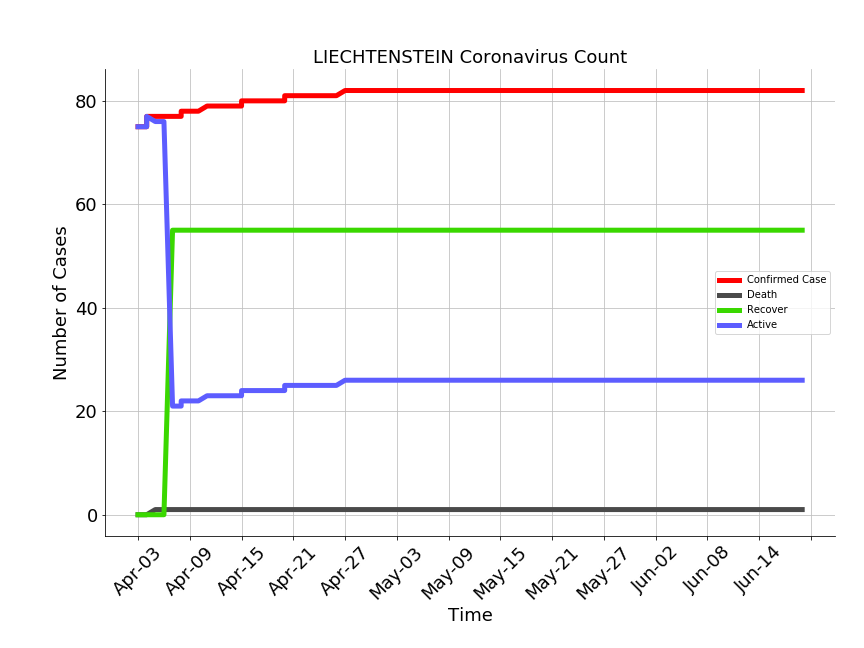 LIECHTENSTEIN Coronavirus Count
Number of Cases
80
60
40
20
0
Confirmed Case
Death
Recover
Active
Apr-03
Apr-09
Apr-15
Apr-21
Apr-27
May-03
May-09
May-15
May-21
May-27
Jun-02
Jun-08
Jun-14
Time